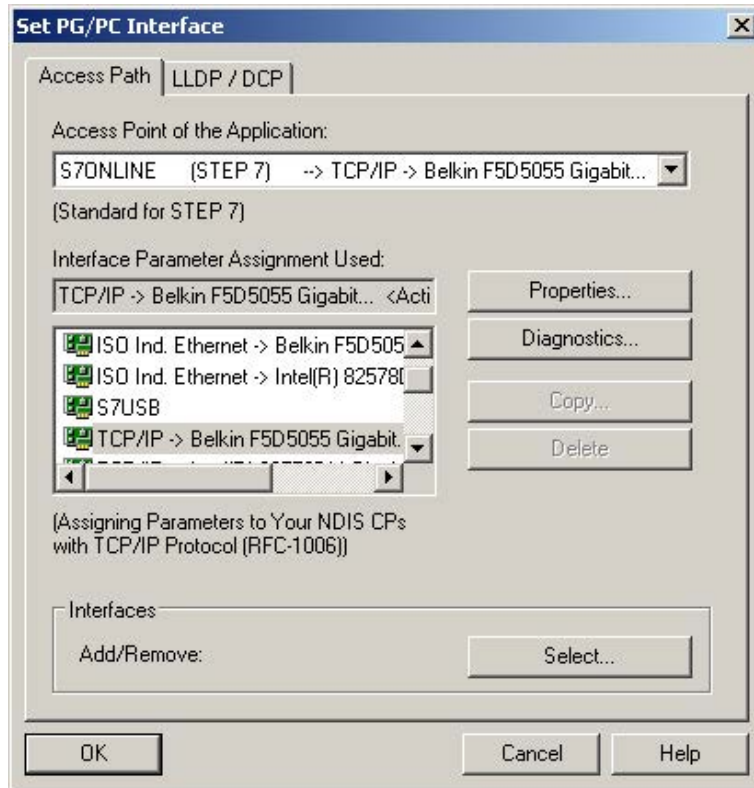 Set PG/PC Interface
Access Path LLDP / DCP
Access Point of the Application:
S7ONLINE (STEP 7) --> TCP/IP -> Belkin F5D5055 Gigabit...
(Standard for STEP 7)
Interface Parameter Assignment Used:
TCP/IP -> Belkin F5D5055 Gigabit... <Acti
Properties...
ISO Ind. Ethernet -> Belkin F5D505
Diagnostics...
ISO Ind. Ethernet -> Intel(R) 82578D
S7USB
Copy...
TCP/IP -> Belkin F5D5055 Gigabit.
Delete
(Assigning Parameters to Your NDIS CPs
with TCP/IP Protocol (RFC-1006))
Interfaces
Add/Remove:
Select...
OK Cancel Help